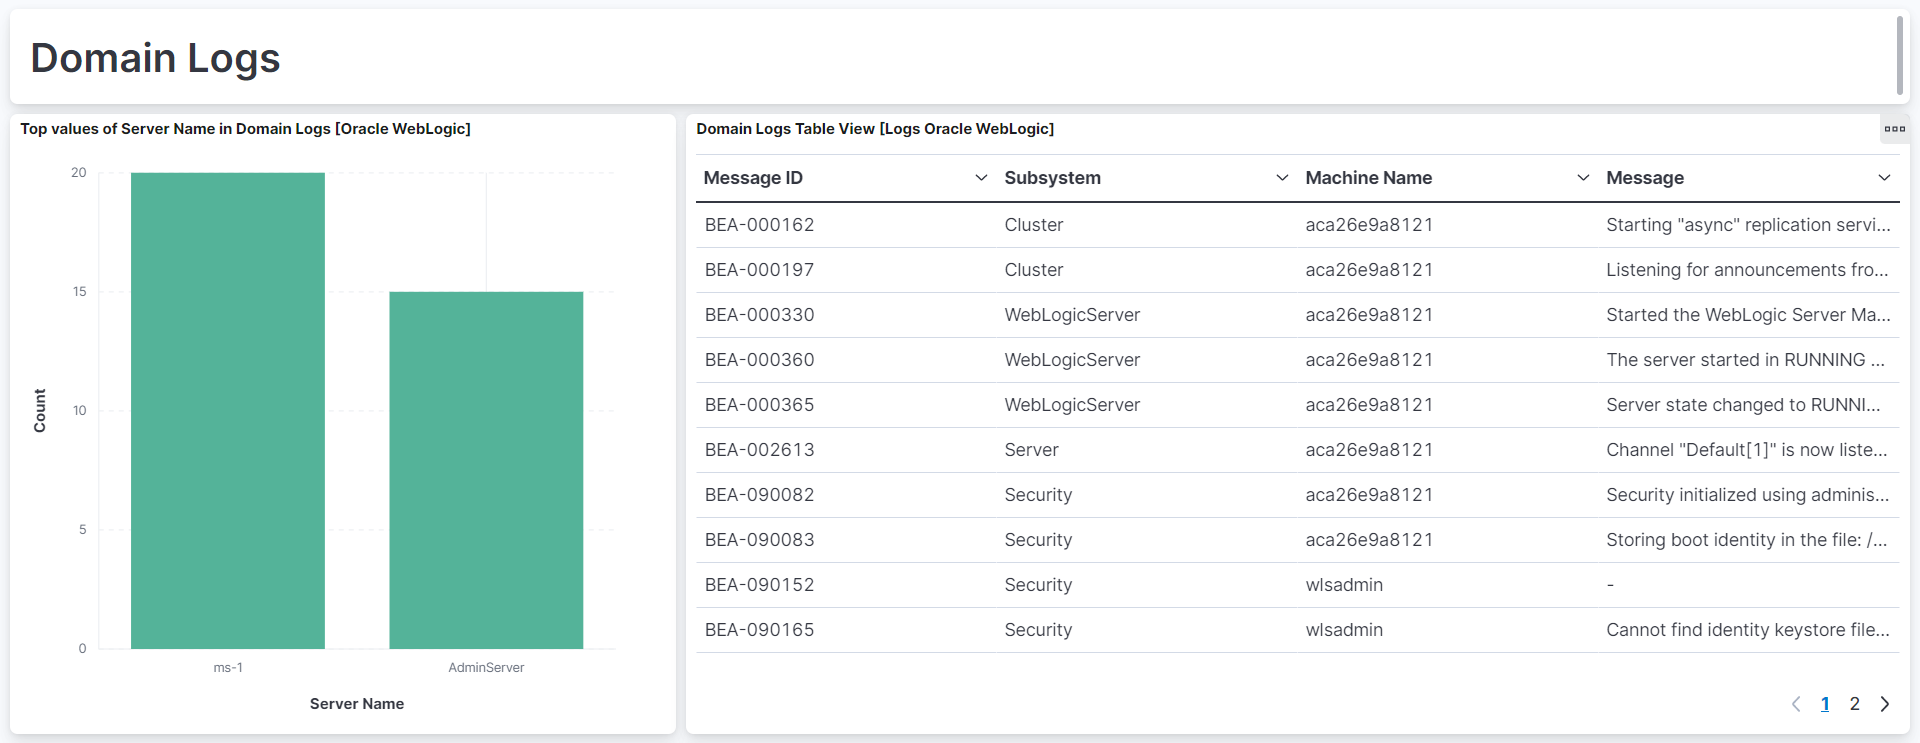 Domain Logs
Top values of Server Name in Domain Logs [Oracle WebLogic]
20
15
10
5
0
Count
ms-1
AdminServer
Server Name
Domain Logs Table View [Logs Oracle WebLogic]
Message ID Subsystem Machine Name Message
BEA-000162 Cluster aca26e9a8121 Starting "async" replication servi...
BEA-000197 Cluster aca26e9a8121 Listening for announcements fro...
BEA-000330 WebLogicServer aca26e9a8121 Started the WebLogic Server Ma...
BEA-000360 WebLogicServer aca26e9a8121 The server started in RUNNING ...
BEA-000365 WebLogicServer aca26e9a8121 Server state changed to RUNNI...
BEA-002613 Server aca26e9a8121 Channel "Default[1]" is now liste...
BEA-090082 Security aca26e9a8121 Security initialized using adminis...
BEA-090083 Security aca26e9a8121 Storing boot identity in the file: /...
BEA-090152 Security wlsadmin -
BEA-090165 Security wlsadmin Cannot find identity keystore file...
1 2